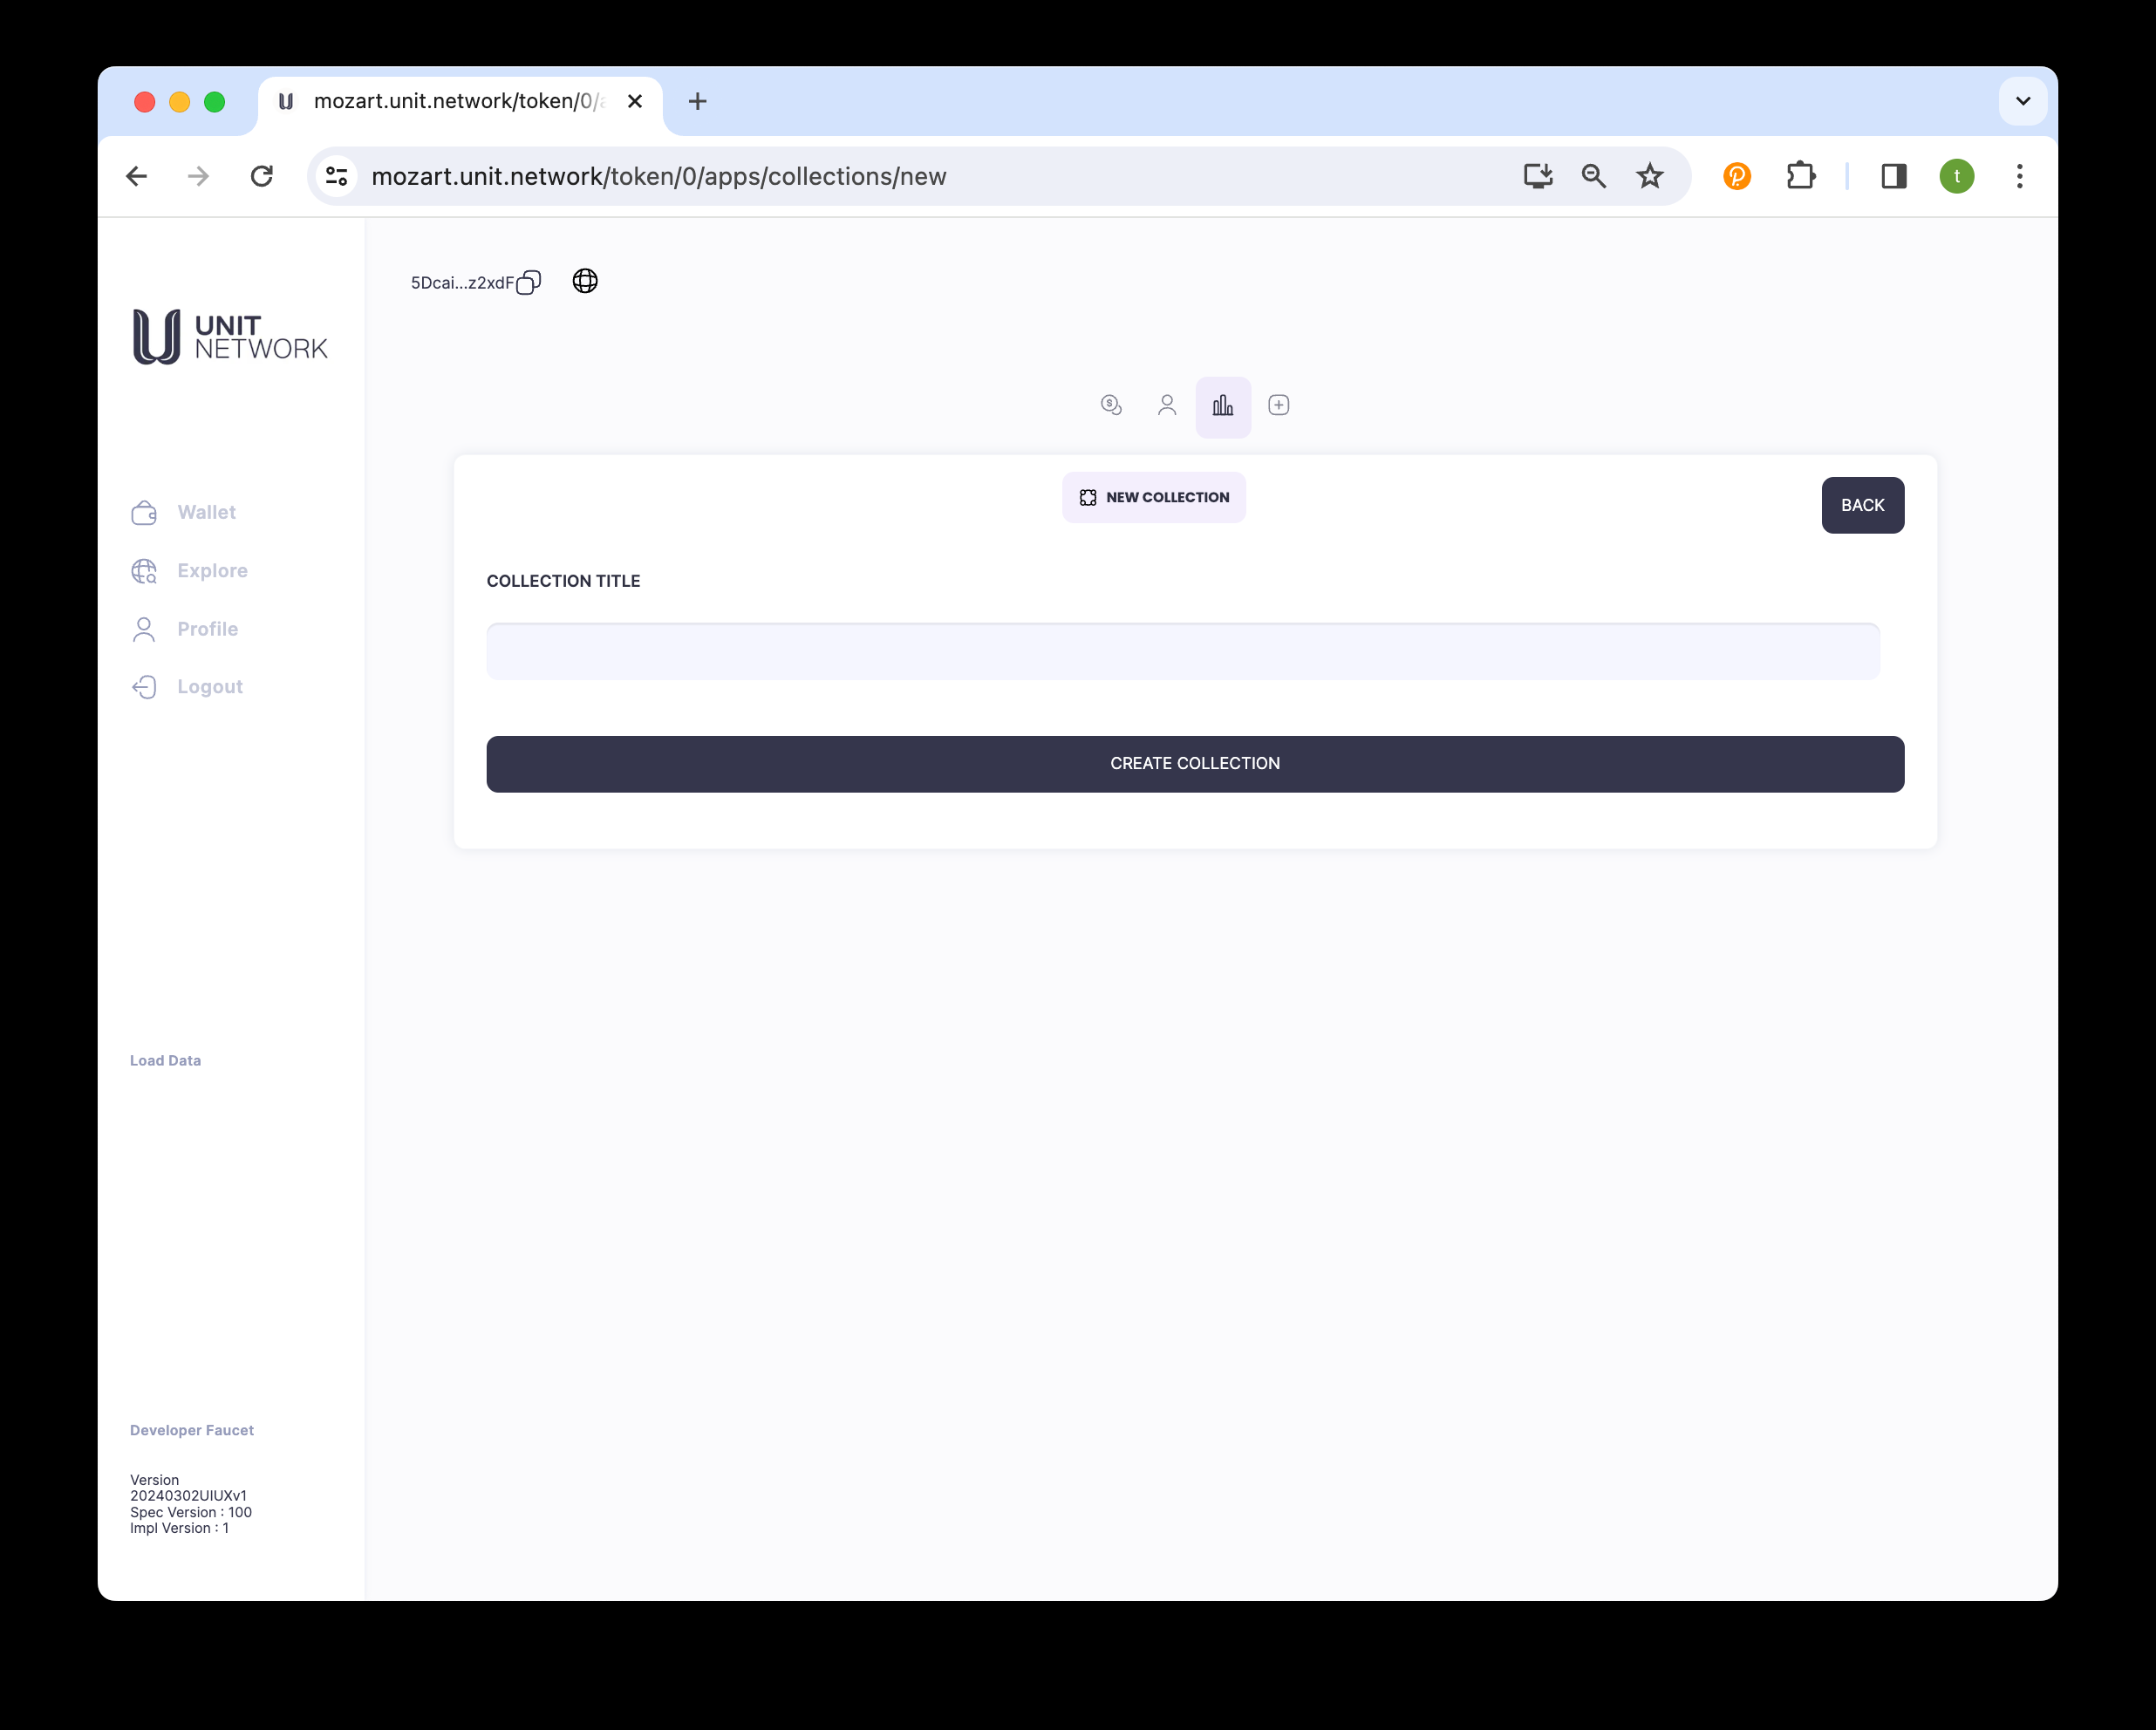 mozart.unit.network/token/0/a
mozart.unit.network/token/0/apps/collections/new
t
5Dcai...z2xdF
UNIT
NETWORK
Wallet
Explore
Profile
Logout
NEW COLLECTION
BACK
COLLECTION TITLE
CREATE COLLECTION
Load Data
Developer Faucet
Version
20240302UIUXv1
Spec Version : 100
Impl Version : 1